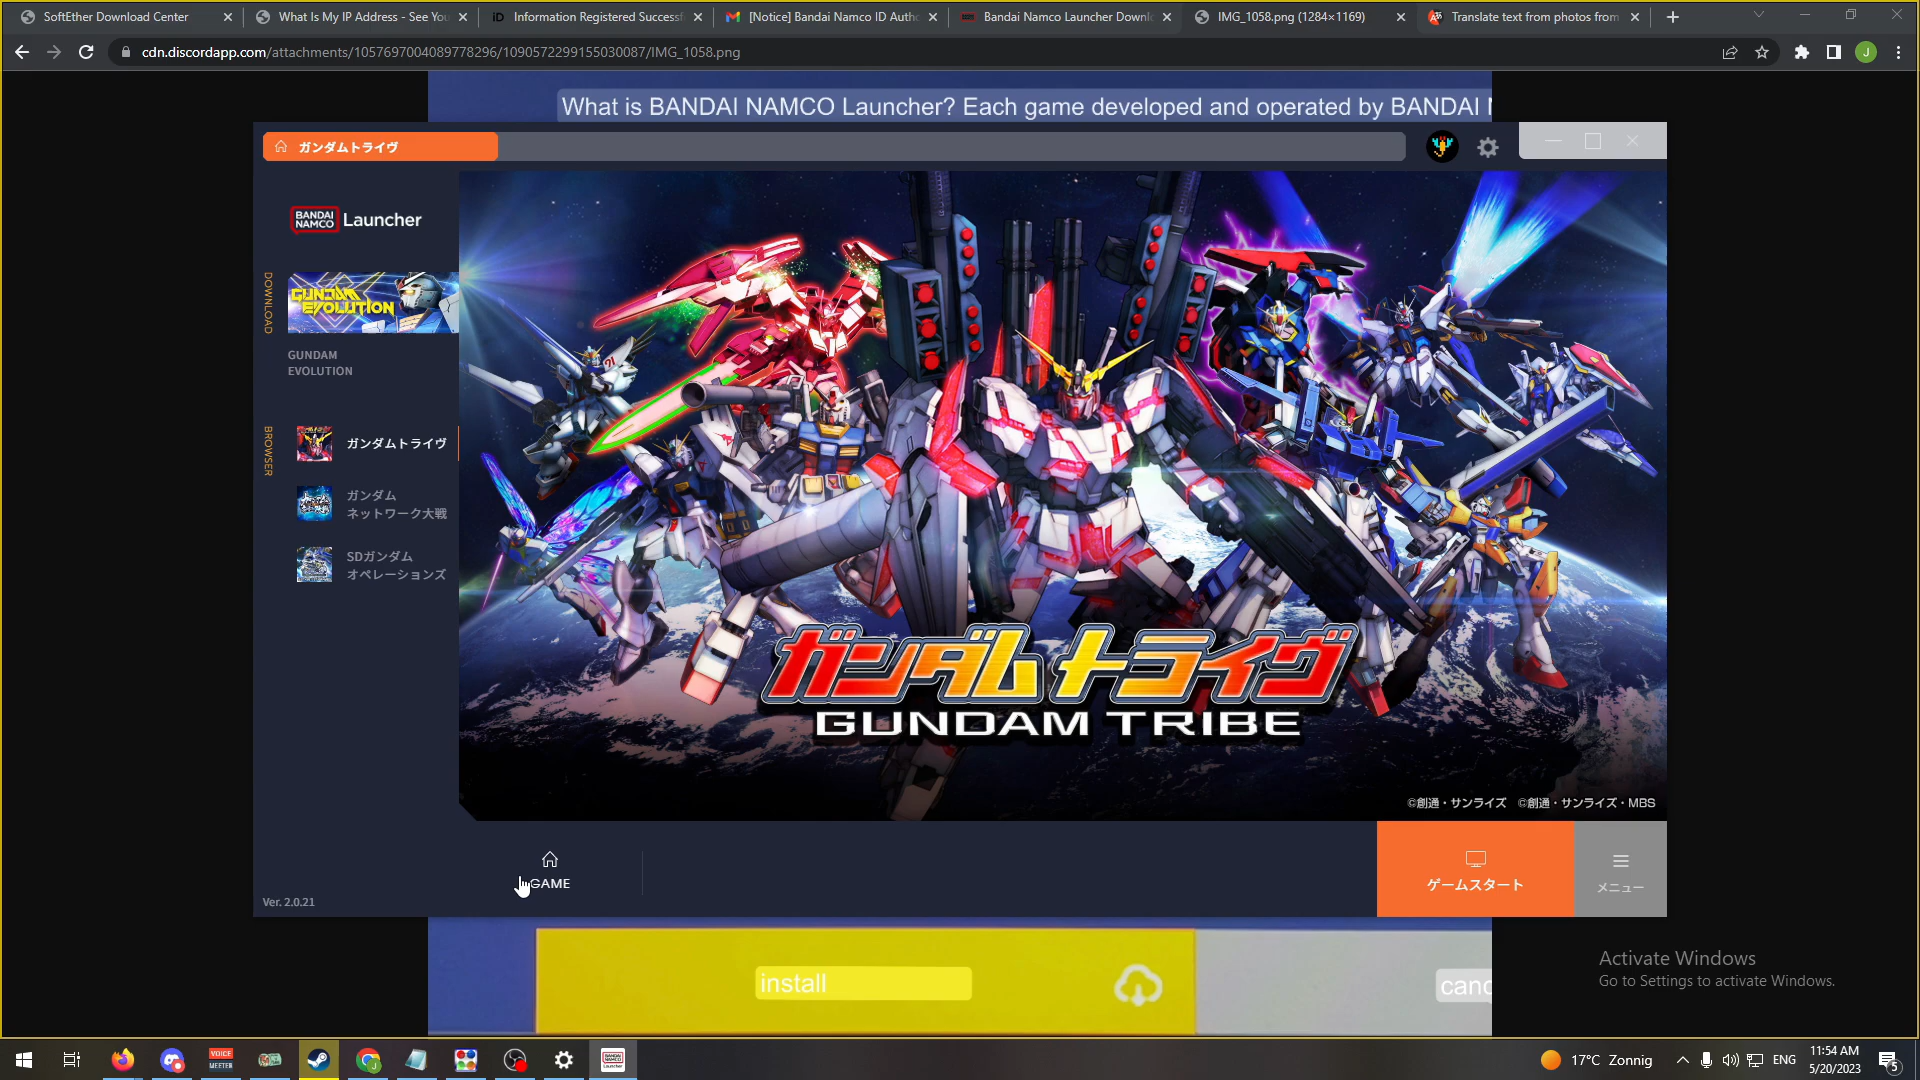 SoftEther Download Center
What Is My IP Address - See You
iD Information Registered Successf
[Notice] Bandai Namco ID Auth
Bandai Namco Launcher Downl
IMG_1058.png (1284×1169)
Translate text from photos from
cdn.discordapp.com/attachments/1057697004089778296/1090572299155030087/IMG_1058.png
J
What is BANDAI NAMCO Launcher? Each game developed and operated by BANDAI
ガンダムトライヴ
BANDAI NAMCO Launcher
DOWNLOAD
GUNDAM EVOLUTION
GUNDAM
EVOLUTION
BROWSER
ガンダムトライヴ
ガンダム
ネットワーク大戦
SDガンダム
オペレーションズ
ガンダムトライヴ
GUNDAM TRIBE
©創通・サンライズ ©創通・サンライズ・MBS
GAME
ゲームスタート
メニュー
Ver. 2.0.21
install
canc
Activate Windows
Go to Settings to activate Windows.
VOICE
MEETER
BANDAI NAMCO Launcher
17°C Zonnig
ENG
11:54 AM
5/20/2023
5